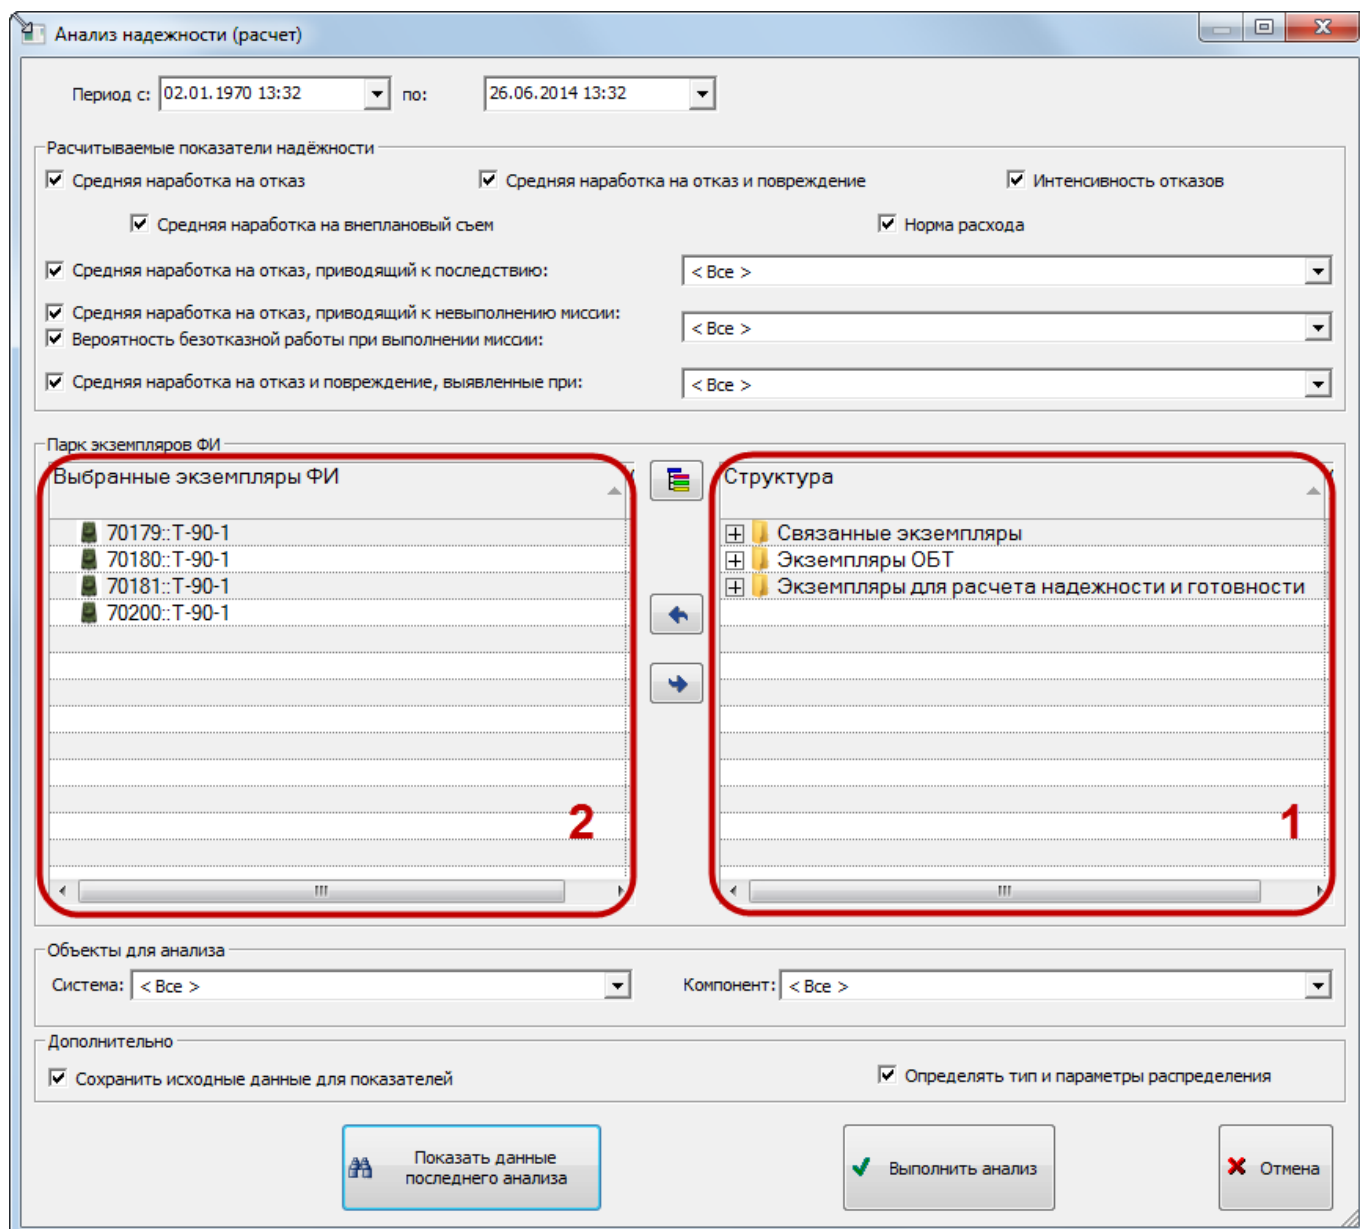 Анализ надежности (расчет)
Период с: 02.01.1970 13:32 по: 26.06.2014 13:32
Расчитываемые показатели надёжности
Средняя наработка на отказ Средняя наработка на отказ и повреждение Интенсивность отказов
Средняя наработка на внеплановый съем Норма расхода
Средняя наработка на отказ, приводящий к последствию: < Все >
Средняя наработка на отказ, приводящий к невыполнению миссии:
< Все >
Вероятность безотказной работы при выполнении миссии:
Средняя наработка на отказ и повреждение, выявленные при: < Все >
Парк экземпляров ФИ
Выбранные экземпляры ФИ Структура
70179::Т-90-1 Связанные экземпляры
70180::Т-90-1 Экземпляры ОБТ
70181::Т-90-1 Экземпляры для расчета надежности и готовности
70200::Т-90-1
2 1
Объекты для анализа
Система: < Все > Компонент: < Все >
Дополнительно
Сохранить исходные данные для показателей Определять тип и параметры распределения
Показать данные
последнего анализа
Выполнить анализ Отмена